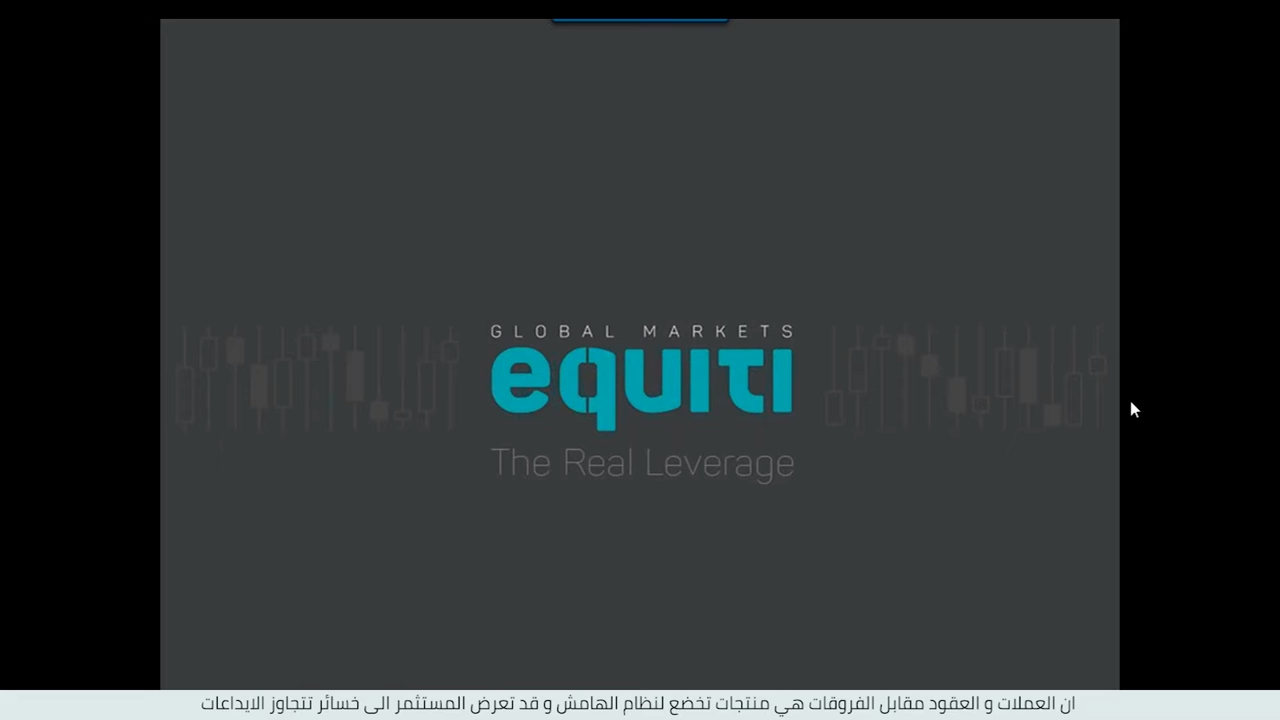 GLOBAL MARKETS
equiti
The Real Leverage
ان العملات و العقود مقابل الفروقات هي منتجات تخضع لنظام الهامش و قد تعرض المستثمر الى خسائر تتجاوز الايداعات